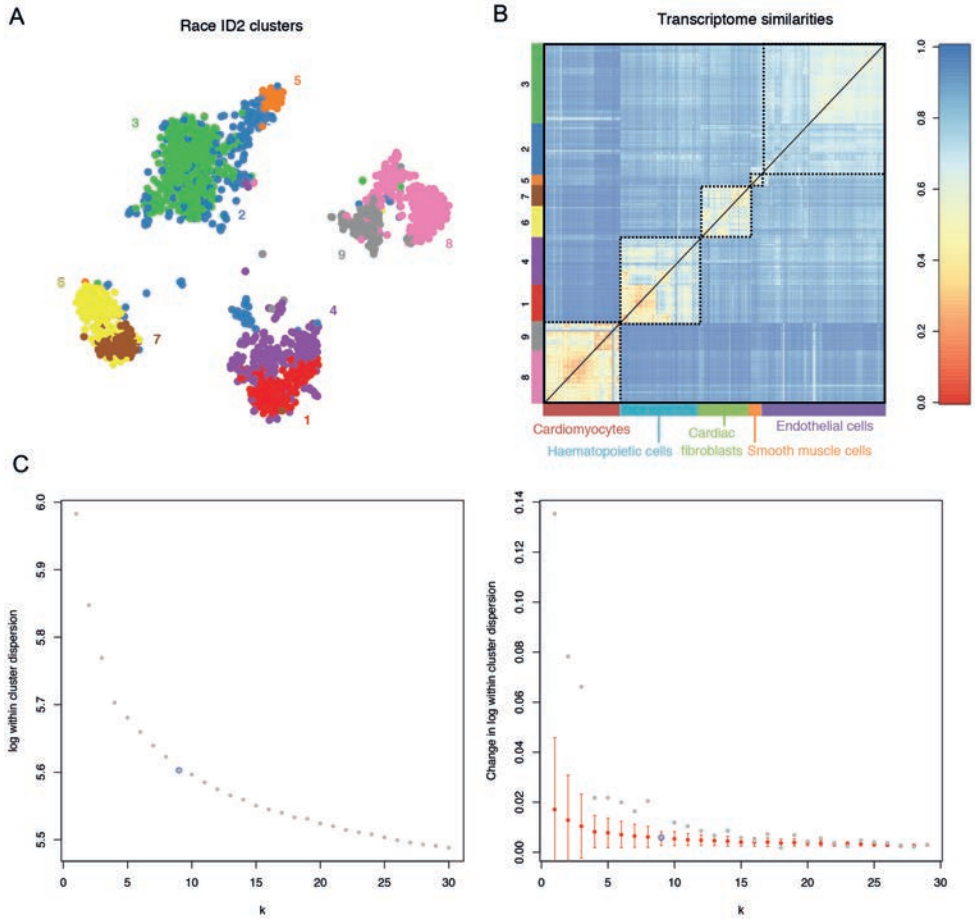 A
Race ID2 clusters
5
3
2
9
8
6
7
4
1
B
Transcriptome similarities
3
2
5
7
6
4
1
9
8
1.0
0.8
0.6
0.4
0.2
0.0
Cardiomyocytes
Haematopoietic cells
Cardiac
fibroblasts
Smooth muscle cells
Endothelial cells
C
log within cluster dispersion
6.0
5.9
5.8
5.7
5.6
5.5
0 5 10 15 20 25 30
k
Change in log within cluster dispersion
0.14
0.12
0.10
0.08
0.06
0.04
0.02
0.00
0 5 10 15 20 25 30
k